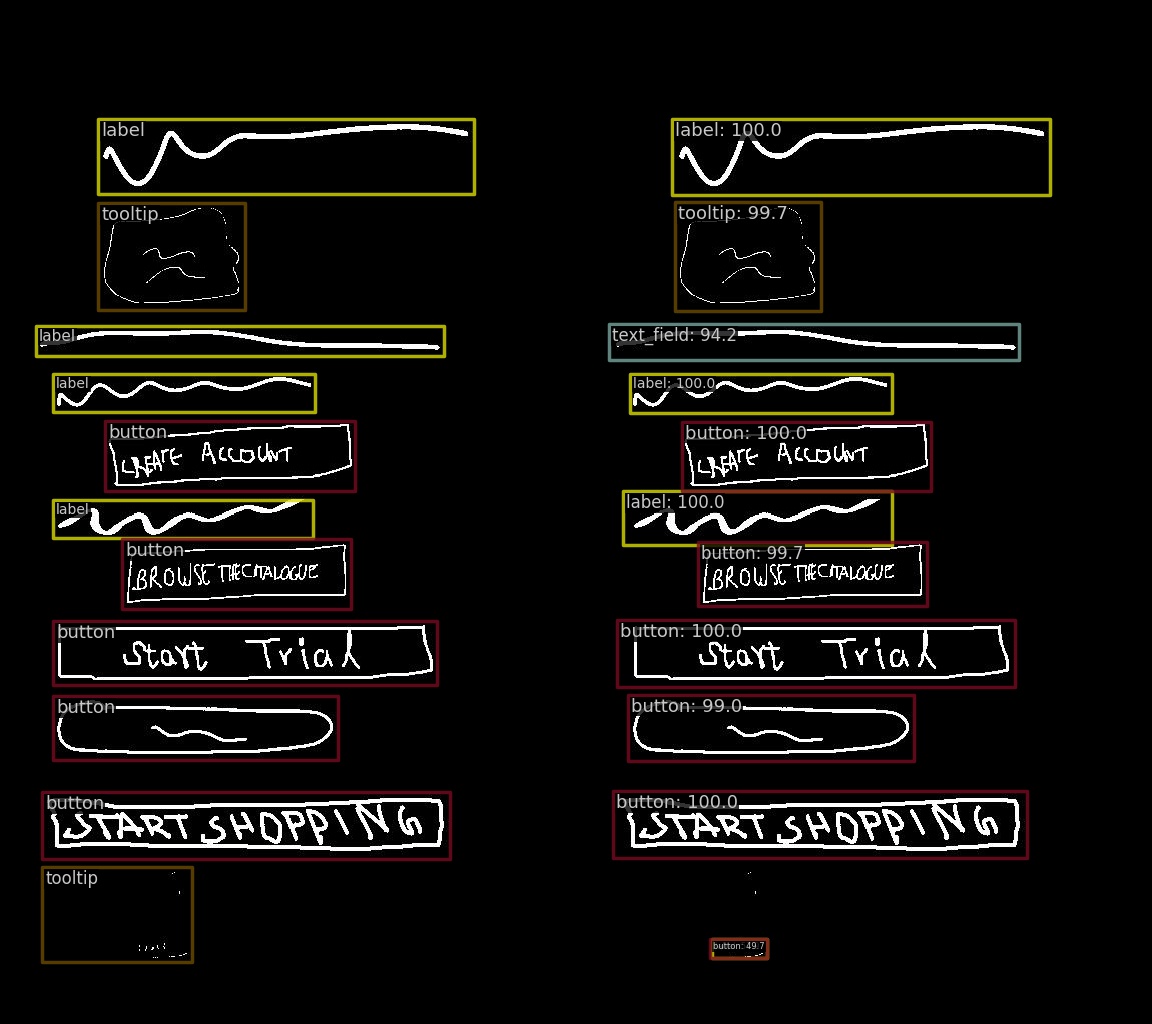 label
label: 100.0
tooltip
tooltip: 99.7
label
text_field: 94.2
label
label: 100.0
button
CREATE ACCOUNT
button: 100.0
CREATE ACCOUNT
label
label: 100.0
button
BROWSE THE CATALOGUE
button: 99.7
BROWSE THE CATALOGUE
button
Start Trial
button: 100.0
Start Trial
button
button: 99.0
button
START SHOPPING
button: 100.0
START SHOPPING
tooltip
button: 49.7